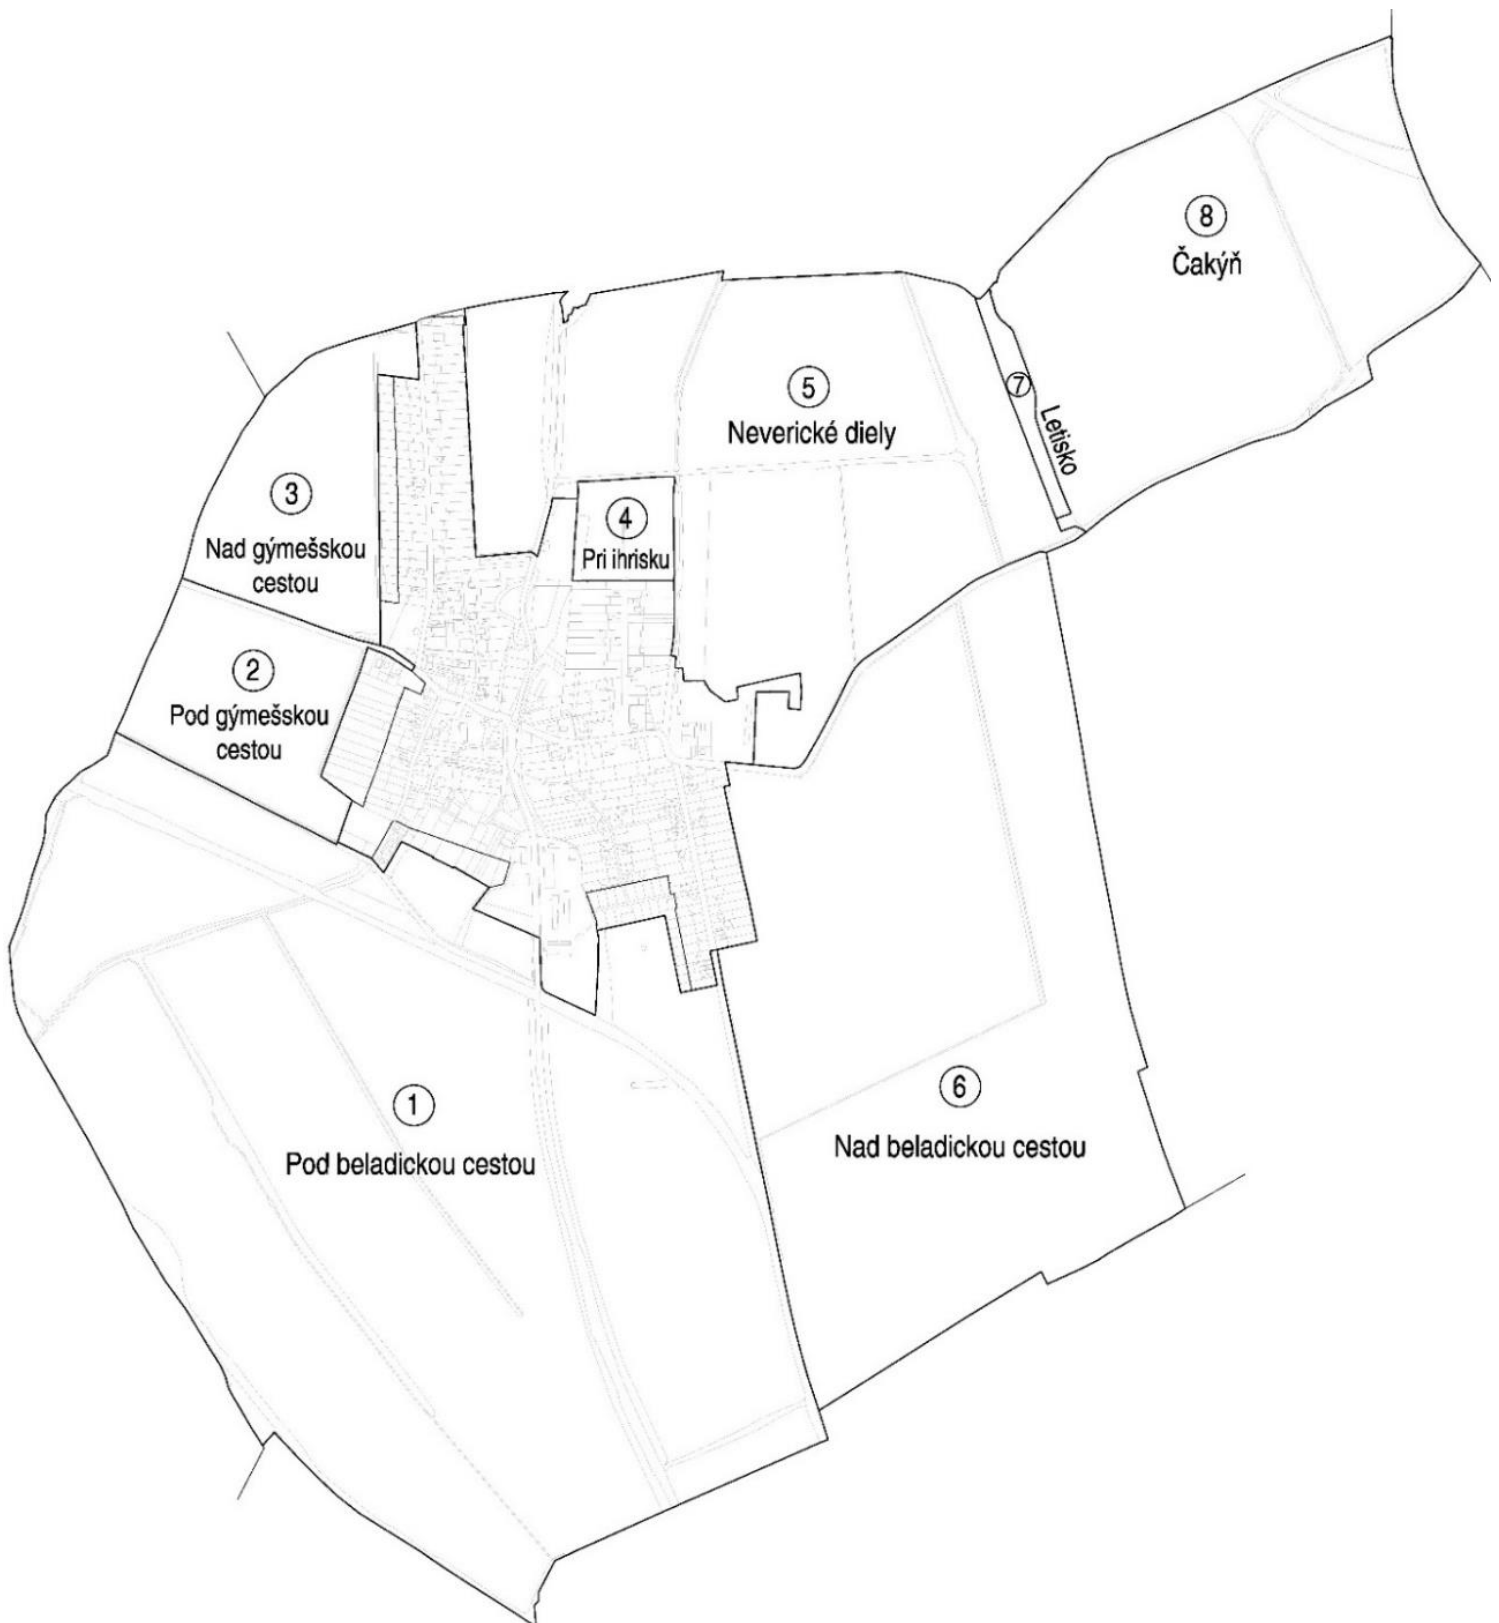 8
Čakýň
7
Letisko
5
Neverické diely
3
Nad gýmešskou
cestou
4
Pri ihrisku
2
Pod gýmešskou
cestou
1
Pod beladickou cestou
6
Nad beladickou cestou